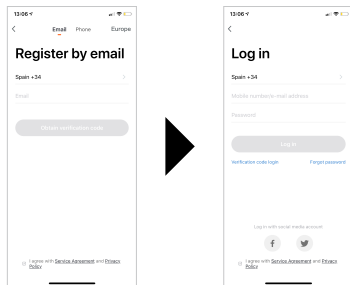 13:06
Email Phone Europe
Register by email
Spain +34
Email
Obtain verification code
I agree with Service Agreement and Privacy
Policy
13:06
Log in
Spain +34
Mobile number/e-mail address
Password
Log in
Verification code login Forget password
Log in with social media account
I agree with Service Agreement and Privacy
Policy